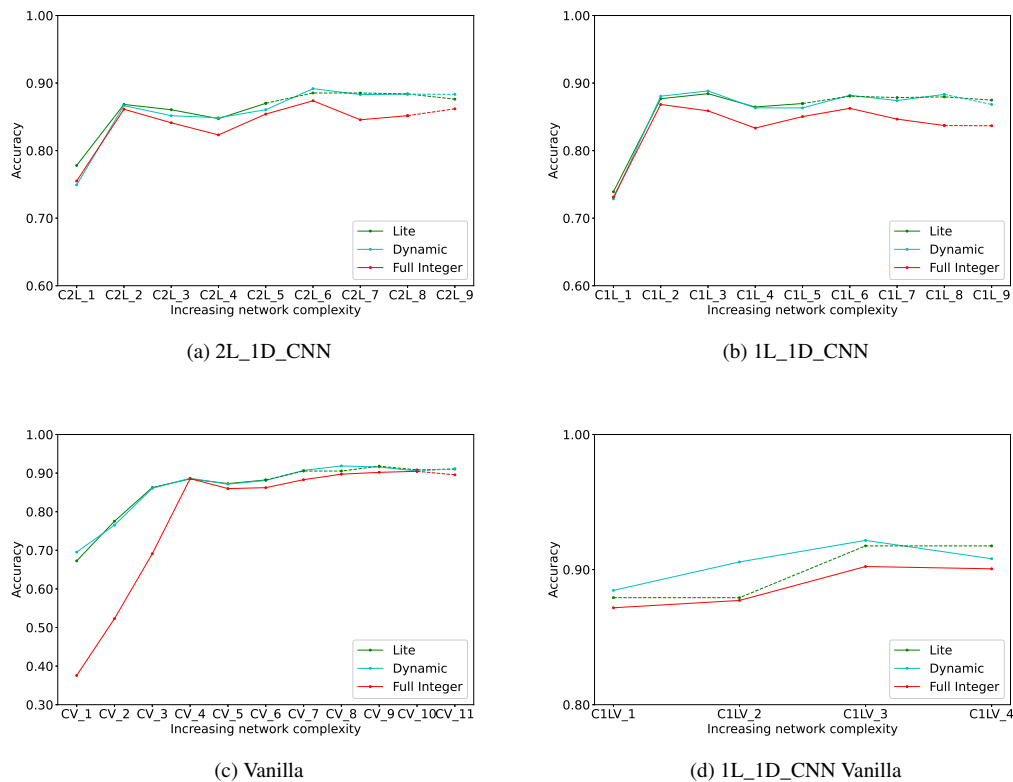 1.00
0.90
0.80
0.70
0.60
Accuracy
Lite
Dynamic
Full Integer
C2L_1 C2L_2 C2L_3 C2L_4 C2L_5 C2L_6 C2L_7 C2L_8 C2L_9
Increasing network complexity
(a) 2L_1D_CNN
1.00
0.90
0.80
0.70
0.60
Accuracy
Lite
Dynamic
Full Integer
C1L_1 C1L_2 C1L_3 C1L_4 C1L_5 C1L_6 C1L_7 C1L_8 C1L_9
Increasing network complexity
(b) 1L_1D_CNN
1.00
0.90
0.80
0.70
0.60
0.50
0.40
0.30
Accuracy
Lite
Dynamic
Full Integer
CV_1 CV_2 CV_3 CV_4 CV_5 CV_6 CV_7 CV_8 CV_9 CV_10 CV_11
Increasing network complexity
(c) Vanilla
1.00
0.90
0.80
Accuracy
Lite
Dynamic
Full Integer
C1LV_1 C1LV_2 C1LV_3 C1LV_4
Increasing network complexity
(d) 1L_1D_CNN Vanilla